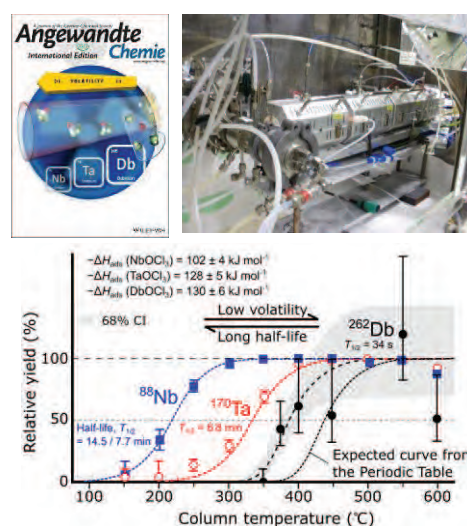 Angewandte
International Edition
Chemie
VOLATILITY
Nb
Ta
Db
WILEY-VCH
−ΔHads (NbOCl3) = 102 ± 4 kJ mol-1
−ΔHads (TaOCl3) = 128 ± 5 kJ mol-1
−ΔHads (DbOCl3) = 130 ± 6 kJ mol-1
68% CI
Low volatility
Long half-life
262Db
T1/2 = 34 s
88Nb
170Ta
Half-life, T1/2
= 14.5 / 7.7 min
T1/2 = 6.8 min
Expected curve from
the Periodic Table
Relative yield (%)
100
50
0
100 200 300 400 500 600
Column temperature (℃)